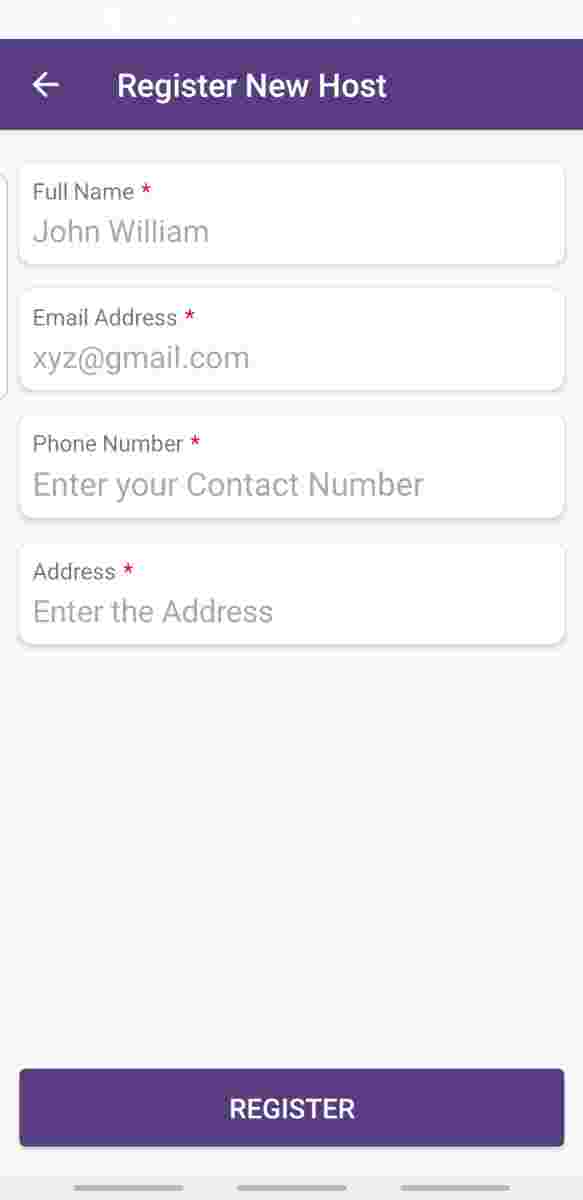 Register New Host
Full Name *
John William
Email Address *
xyz@gmail.com
Phone Number *
Enter your Contact Number
Address *
Enter the Address
REGISTER